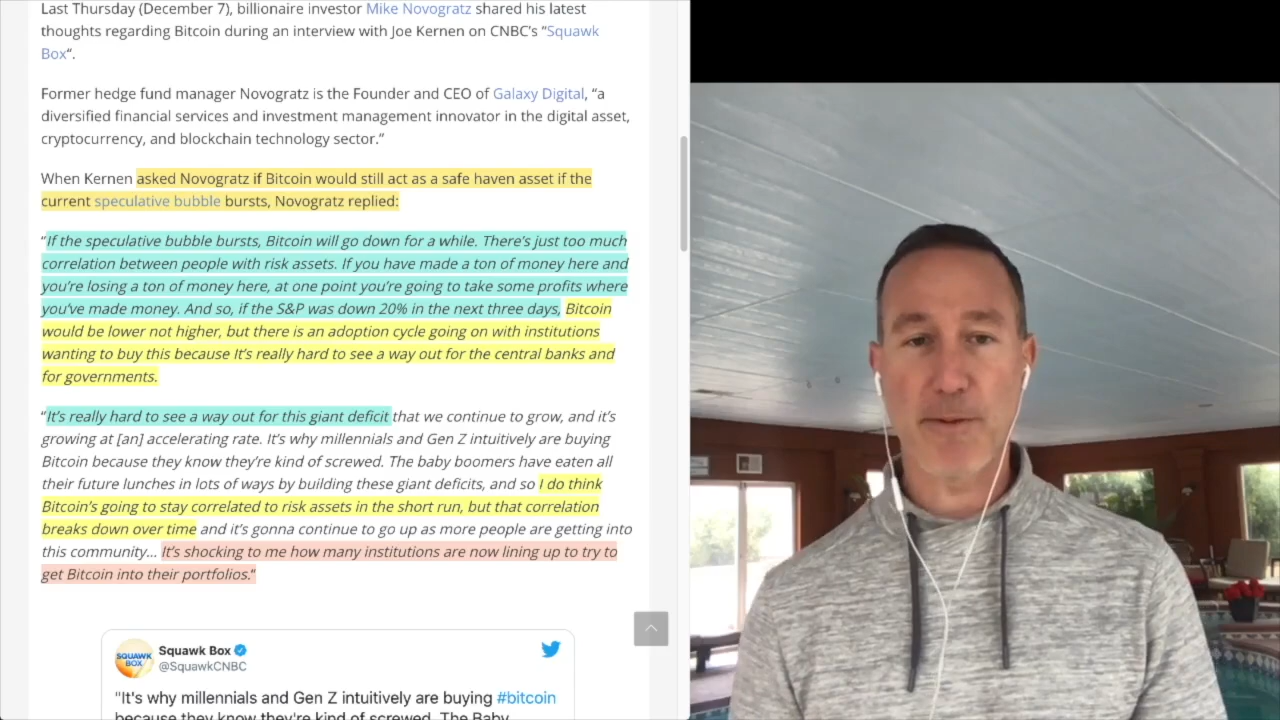 Last Thursday (December 7), billionaire investor Mike Novogratz shared his latest
thoughts regarding Bitcoin during an interview with Joe Kernen on CNBC's “Squawk
Box“.
Former hedge fund manager Novogratz is the Founder and CEO of Galaxy Digital, “a
diversified financial services and investment management innovator in the digital asset,
cryptocurrency, and blockchain technology sector.”
When Kernen asked Novogratz if Bitcoin would still act as a safe haven asset if the
current speculative bubble bursts, Novogratz replied:
“If the speculative bubble bursts, Bitcoin will go down for a while. There's just too much
correlation between people with risk assets. If you have made a ton of money here and
you're losing a ton of money here, at one point you're going to take some profits where
you've made money. And so, if the S&P was down 20% in the next three days, Bitcoin
would be lower not higher, but there is an adoption cycle going on with institutions
wanting to buy this because It's really hard to see a way out for the central banks and
for governments.
“It's really hard to see a way out for this giant deficit that we continue to grow, and it's
growing at [an] accelerating rate. It's why millennials and Gen Z intuitively are buying
Bitcoin because they know they're kind of screwed. The baby boomers have eaten all
their future lunches in lots of ways by building these giant deficits, and so I do think
Bitcoin's going to stay correlated to risk assets in the short run, but that correlation
breaks down over time and it's gonna continue to go up as more people are getting into
this community… It's shocking to me how many institutions are now lining up to try to
get Bitcoin into their portfolios.“
SQUAWK BOX
Squawk Box
@SquawkCNBC
"It's why millennials and Gen Z intuitively are buying #bitcoin
because they know they're kind of screwed. The Baby